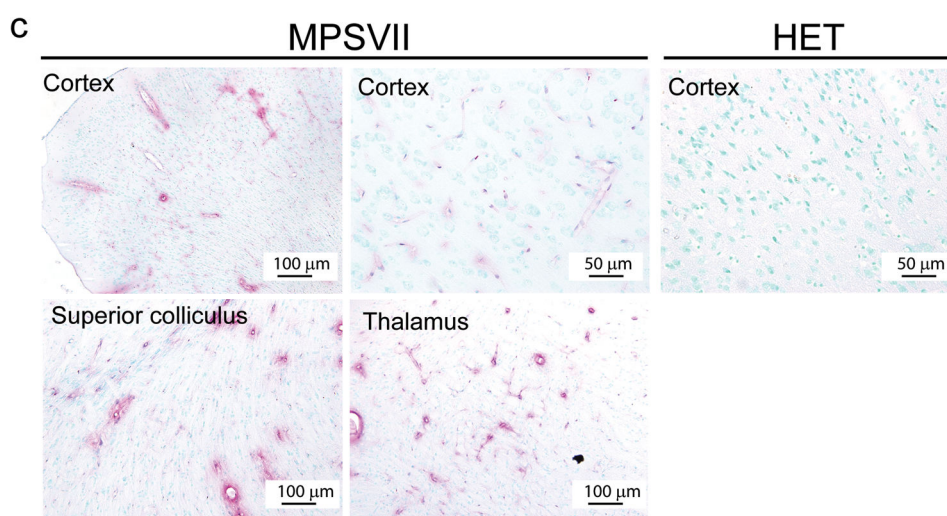 C
MPSVII
HET
Cortex
100 μm
Cortex
50 μm
Cortex
50 μm
Superior colliculus
100 μm
Thalamus
100 μm